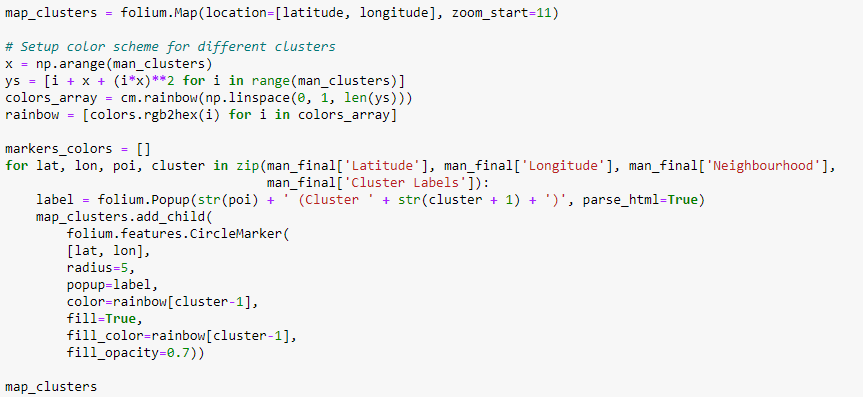 map_clusters = folium.Map(location=[latitude, longitude], zoom_start=11)

# Setup color scheme for different clusters
x = np.arange(man_clusters)
ys = [i + x + (i*x)**2 for i in range(man_clusters)]
colors_array = cm.rainbow(np.linspace(0, 1, len(ys)))
rainbow = [colors.rgb2hex(i) for i in colors_array]

markers_colors = []
for lat, lon, poi, cluster in zip(man_final['Latitude'], man_final['Longitude'], man_final['Neighbourhood'],
                                  man_final['Cluster Labels']):
    label = folium.Popup(str(poi) + ' (Cluster ' + str(cluster + 1) + ')', parse_html=True)
    map_clusters.add_child(
        folium.features.CircleMarker(
        [lat, lon],
        radius=5,
        popup=label,
        color=rainbow[cluster-1],
        fill=True,
        fill_color=rainbow[cluster-1],
        fill_opacity=0.7))

map_clusters